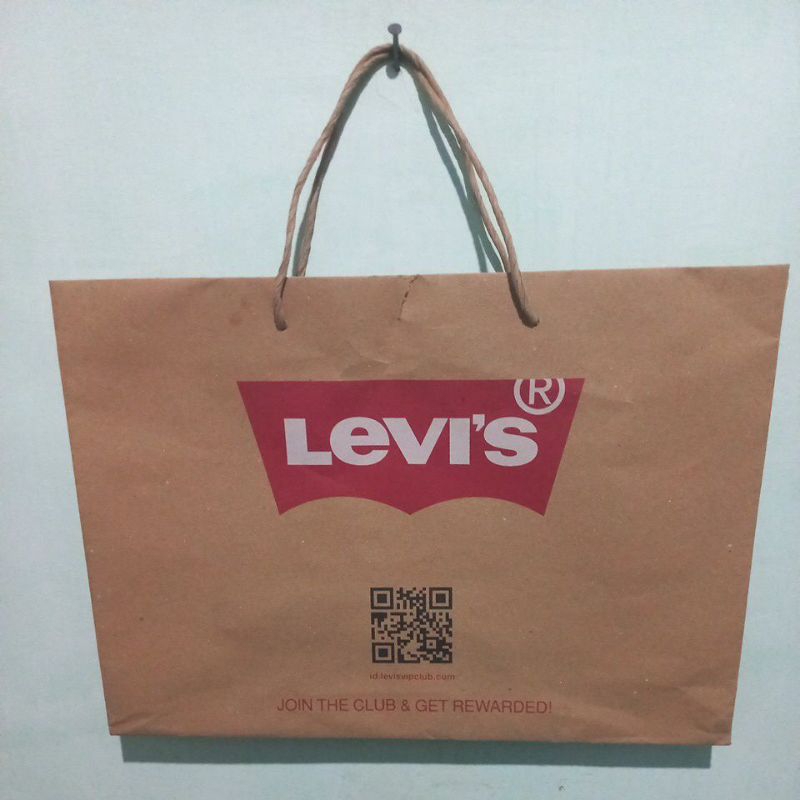 Levi's®
id.levisvipclub.com
JOIN THE CLUB & GET REWARDED!